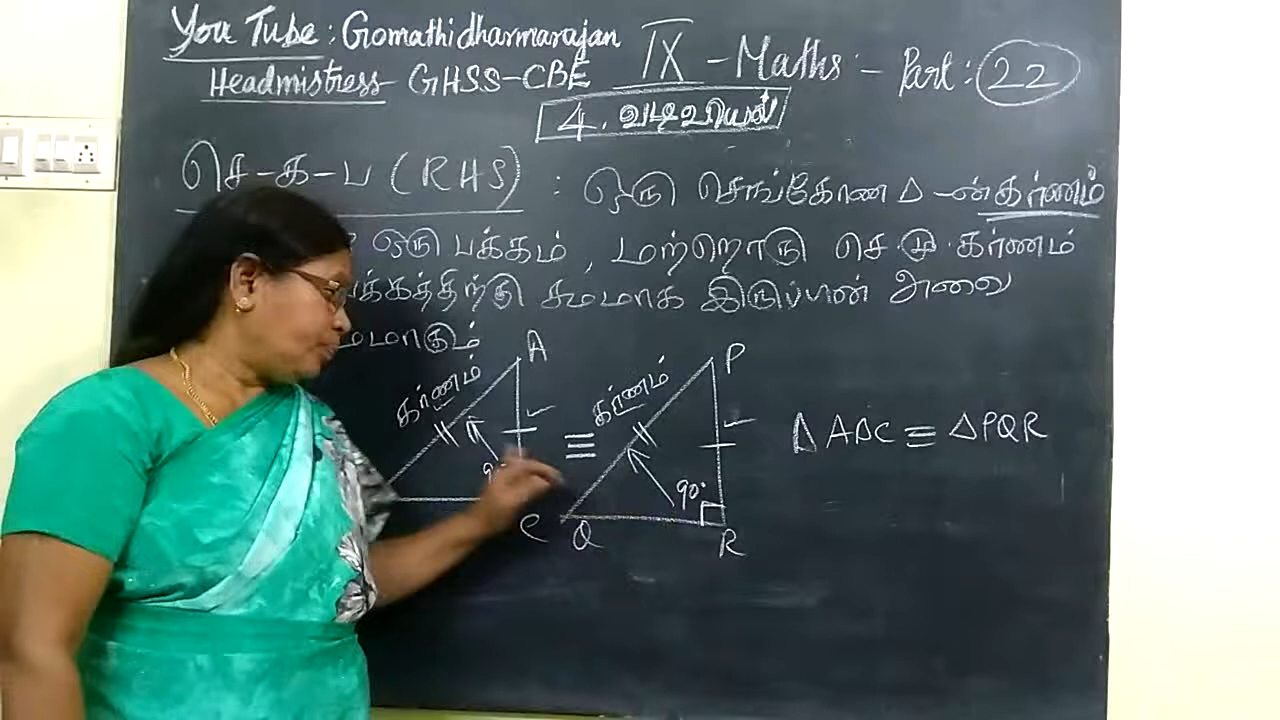 You Tube : Gomathidharmarajan
Headmistress - GHSS-CBE
IX - Maths - Part : 22
4. வடிவியல்
செ-க-ப (RHS) : ஒரு செங்கோண Δ-ன் கர்ணம்
ஒரு பக்கம், மற்றொரு செ.மு. கர்ணம்
பக்கத்திற்கு சமமாக இருப்பின் அவை
A
P
கர்ணம்
கர்ணம்
≡
ΔABC ≡ ΔPQR
90°
C
Q
R